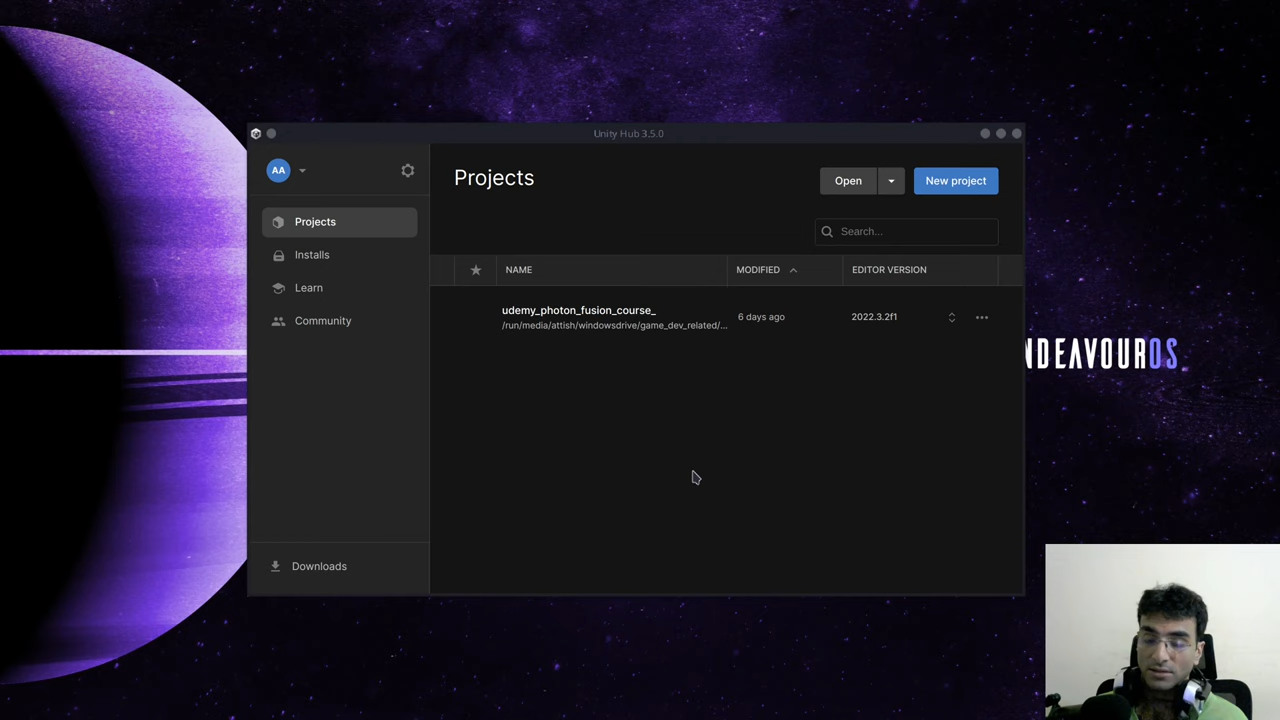 Unity Hub 3.5.0
AA
Projects
Open
New project
Projects
Installs
Learn
Community
Downloads
Search...
NAME
MODIFIED
EDITOR VERSION
udemy_photon_fusion_course_
6 days ago
2022.3.2f1
/run/media/attish/windowsdrive/game_dev_related/...
NDEAVOUROS